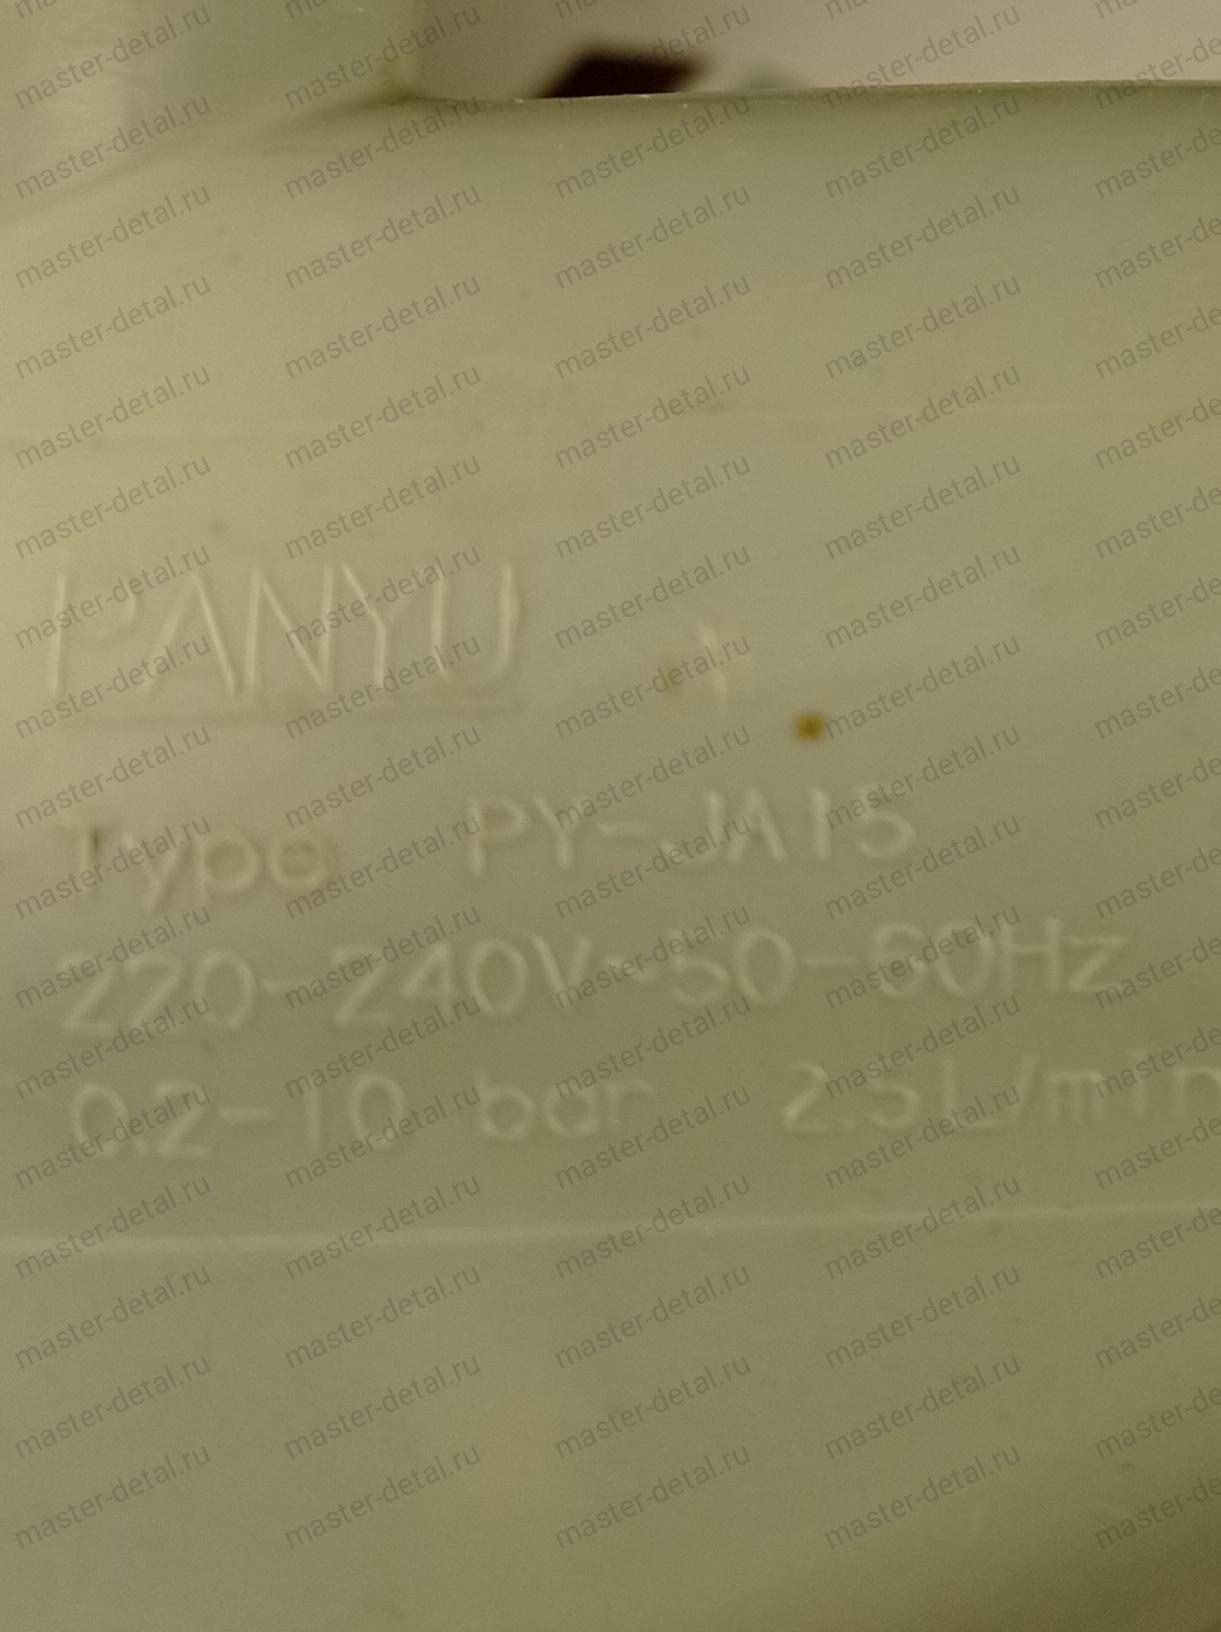 PANYU
Type PY-JA15
220-240V~50-60Hz
0.2-10 bar 2.5L/min
master-detal.ru